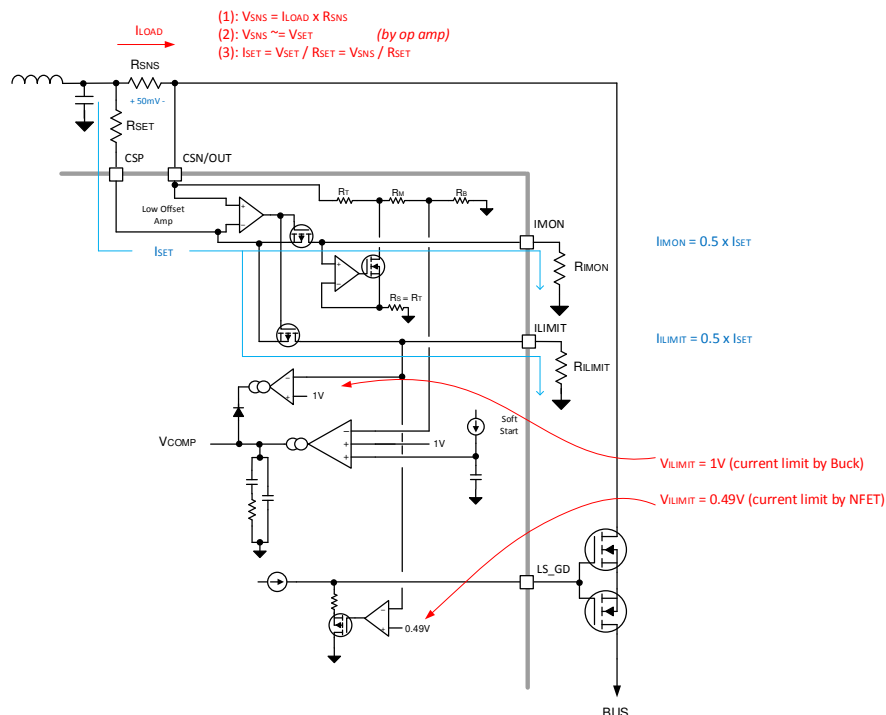 (1): VSNS = ILOAD x RSNS
(2): VSNS ~= VSET (by op amp)
(3): ISET = VSET / RSET = VSNS / RSET
ILOAD
RSNS
+ 50mV -
RSET
CSP
CSN/OUT
Low Offset
Amp
+
−
RT
RM
RB
IMON
ISET
+
−
RS = RT
RIMON
IIMON = 0.5 x ISET
ILIMIT
IILIMIT = 0.5 x ISET
RILIMIT
−
+
1V
Soft
Start
VCOMP
−
+
+
1V
VILIMIT = 1V (current limit by Buck)
VILIMIT = 0.49V (current limit by NFET)
LS_GD
−
+
0.49V
BUS